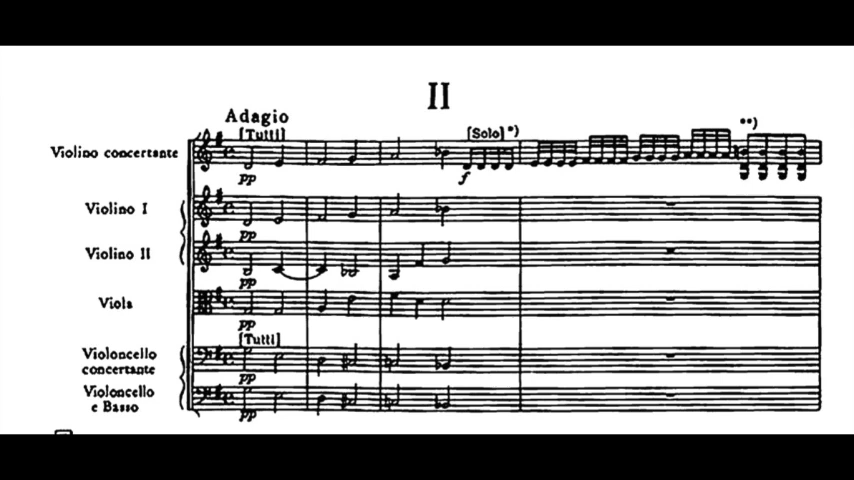 II
Adagio
[Tutti]
[Solo] *)
**)
Violino concertante
pp
f
Violino I
pp
Violino II
pp
Viola
pp
[Tutti]
Violoncello
concertante
pp
Violoncello
e Basso
pp